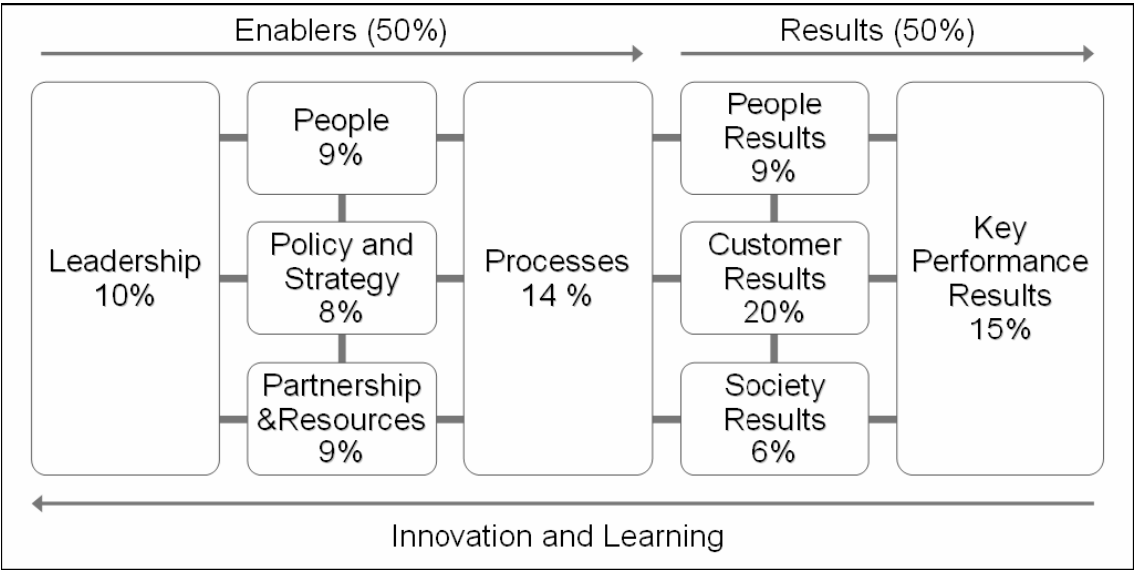 Enablers (50%)
Results (50%)
Leadership
10%
People
9%
Policy and
Strategy
8%
Partnership
&Resources
9%
Processes
14 %
People
Results
9%
Customer
Results
20%
Society
Results
6%
Key
Performance
Results
15%
Innovation and Learning